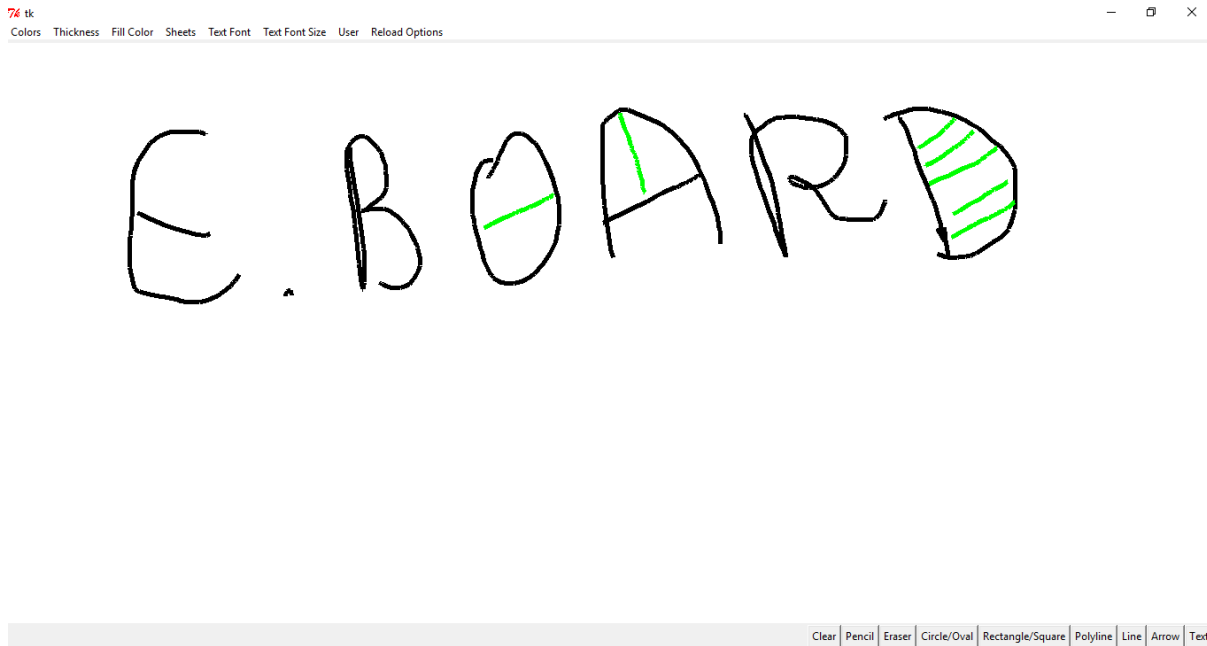 tk
Colors Thickness Fill Color Sheets Text Font Text Font Size User Reload Options
E.BOARD
Clear Pencil Eraser Circle/Oval Rectangle/Square Polyline Line Arrow Text